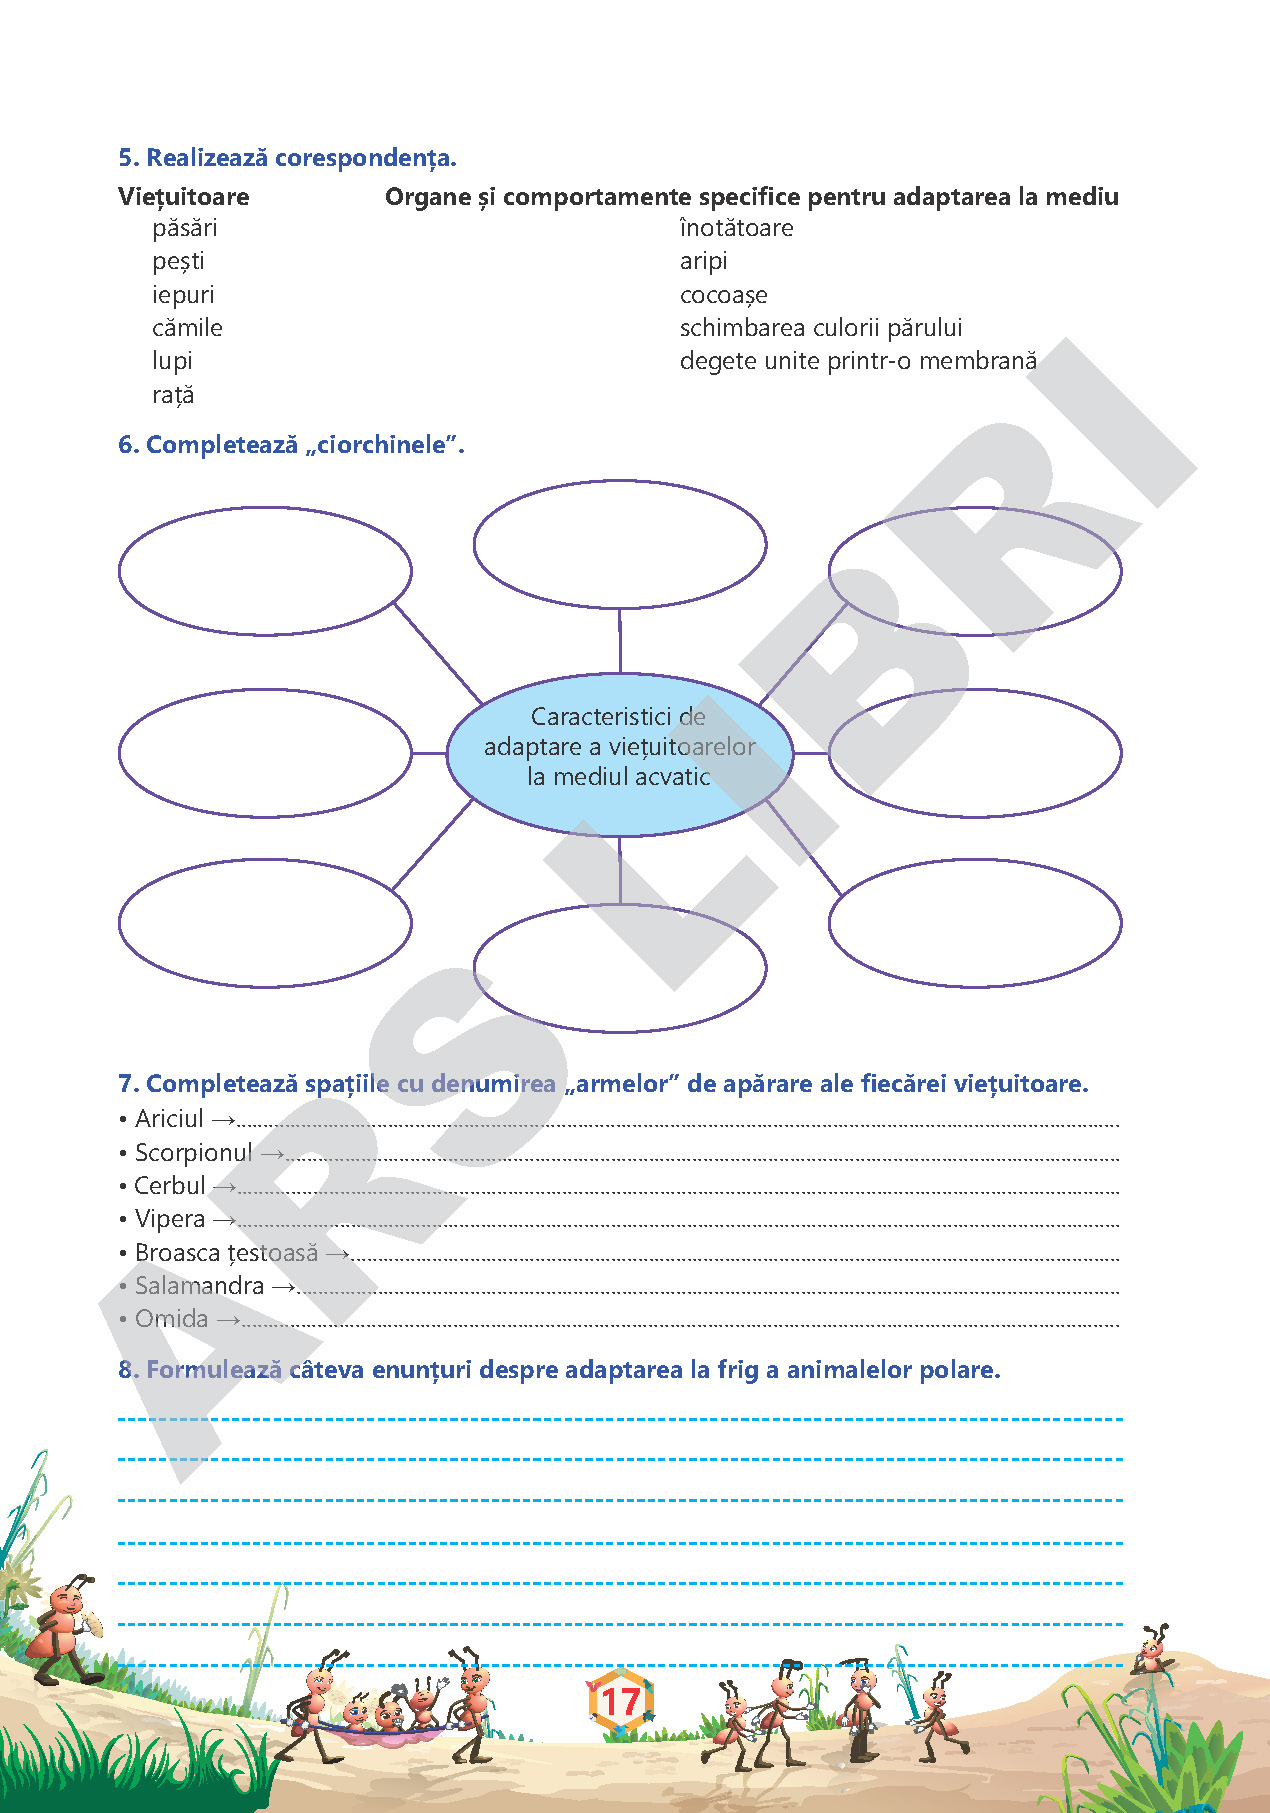 5. Realizează corespondența.
Viețuitoare Organe și comportamente specifice pentru adaptarea la mediu
păsări înotătoare
pești aripi
iepuri cocoașe
cămile schimbarea culorii părului
lupi degete unite printr-o membrană
rață
6. Completează „ciorchinele”.
Caracteristici de
adaptare a viețuitoarelor
la mediul acvatic
7. Completează spațiile cu denumirea „armelor” de apărare ale fiecărei viețuitoare.
• Ariciul →
• Scorpionul →
• Cerbul →
• Vipera →
• Broasca țestoasă →
• Salamandra →
• Omida →
8. Formulează câteva enunțuri despre adaptarea la frig a animalelor polare.
17
ARS LIBRI